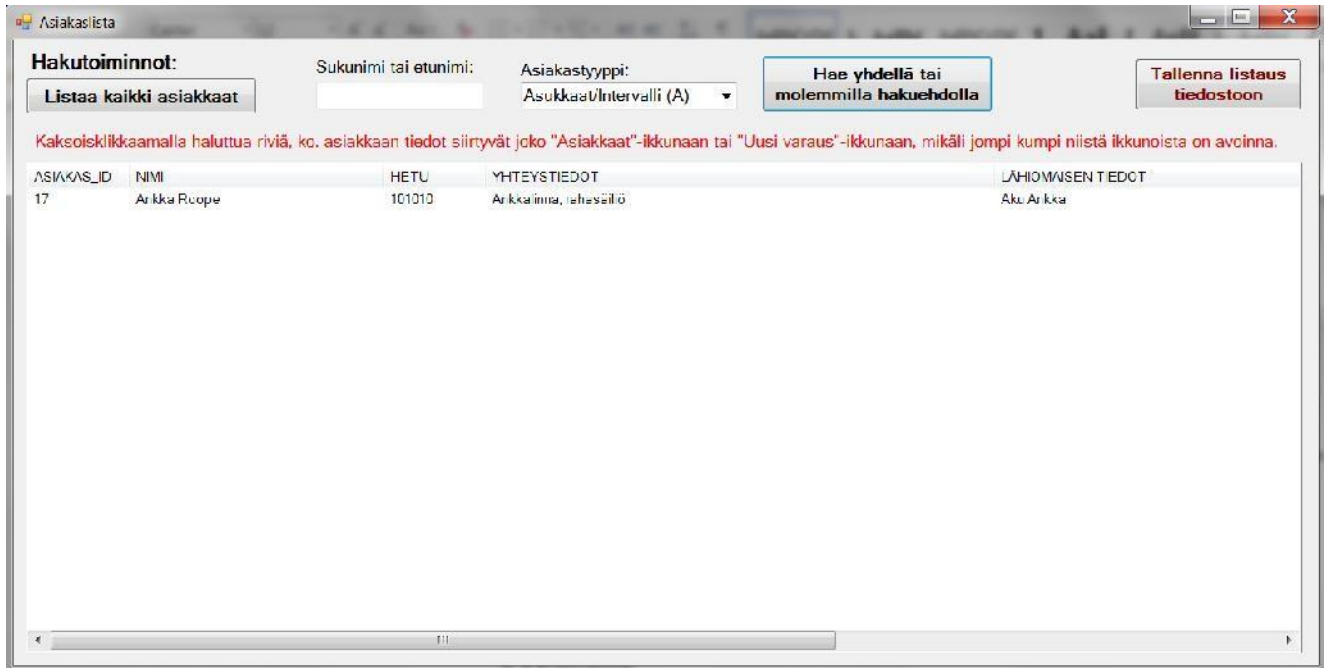 Asiakaslista
Hakutoiminnot:
Sukunimi tai etunimi:
Asiakastyyppi:
Listaa kaikki asiakkaat
Asukkaat/Intervalli (A)
Hae yhdellä tai
molemmilla hakuehdolla
Tallenna listaus
tiedostoon
Kaksoisklikkaamalla haluttua riviä, ko. asiakkaan tiedot siirtyvät joko "Asiakkaat"-ikkunaan tai "Uusi varaus"-ikkunaan, mikäli jompi kumpi niistä ikkunoista on avoinna.
ASIAKAS_ID NIMI HETU YHTEYSTIEDOT LÄHIOMAISEN TIEDOT
17 Ankka Roope 101010 Ankkalinna, rahasäiliö Aku Ankka